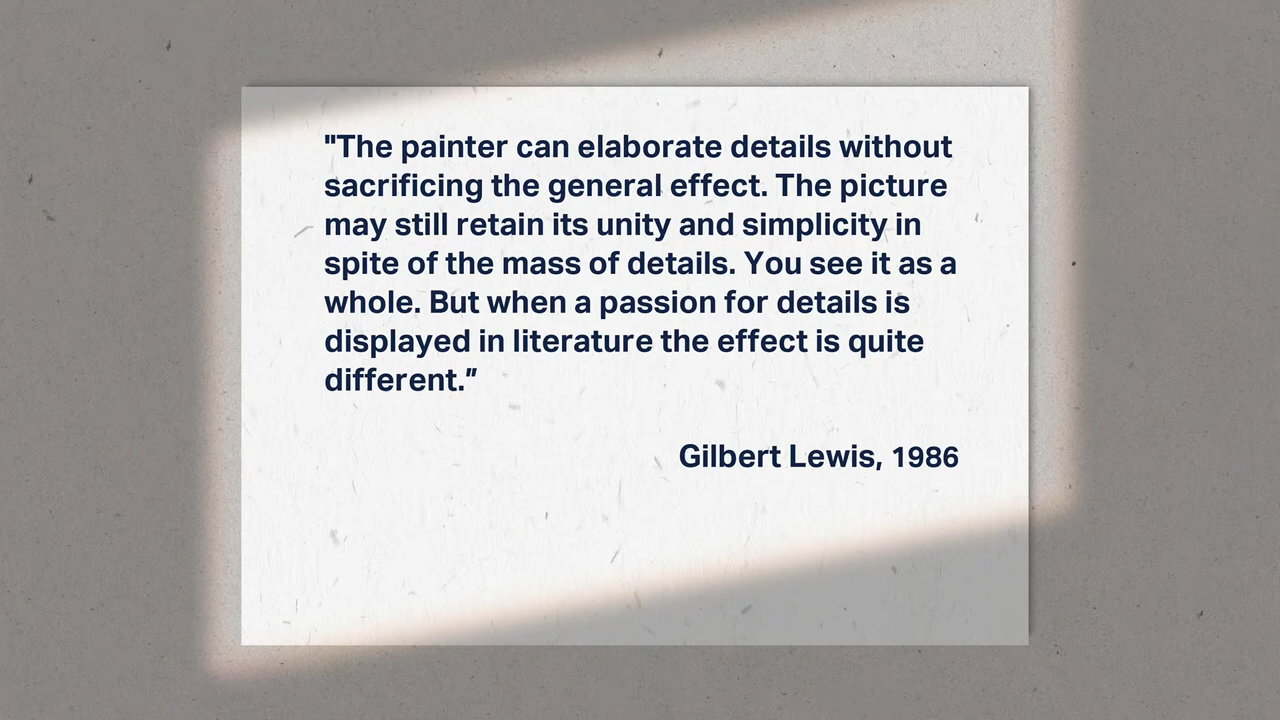 "The painter can elaborate details without
sacrificing the general effect. The picture
may still retain its unity and simplicity in
spite of the mass of details. You see it as a
whole. But when a passion for details is
displayed in literature the effect is quite
different.”
Gilbert Lewis, 1986